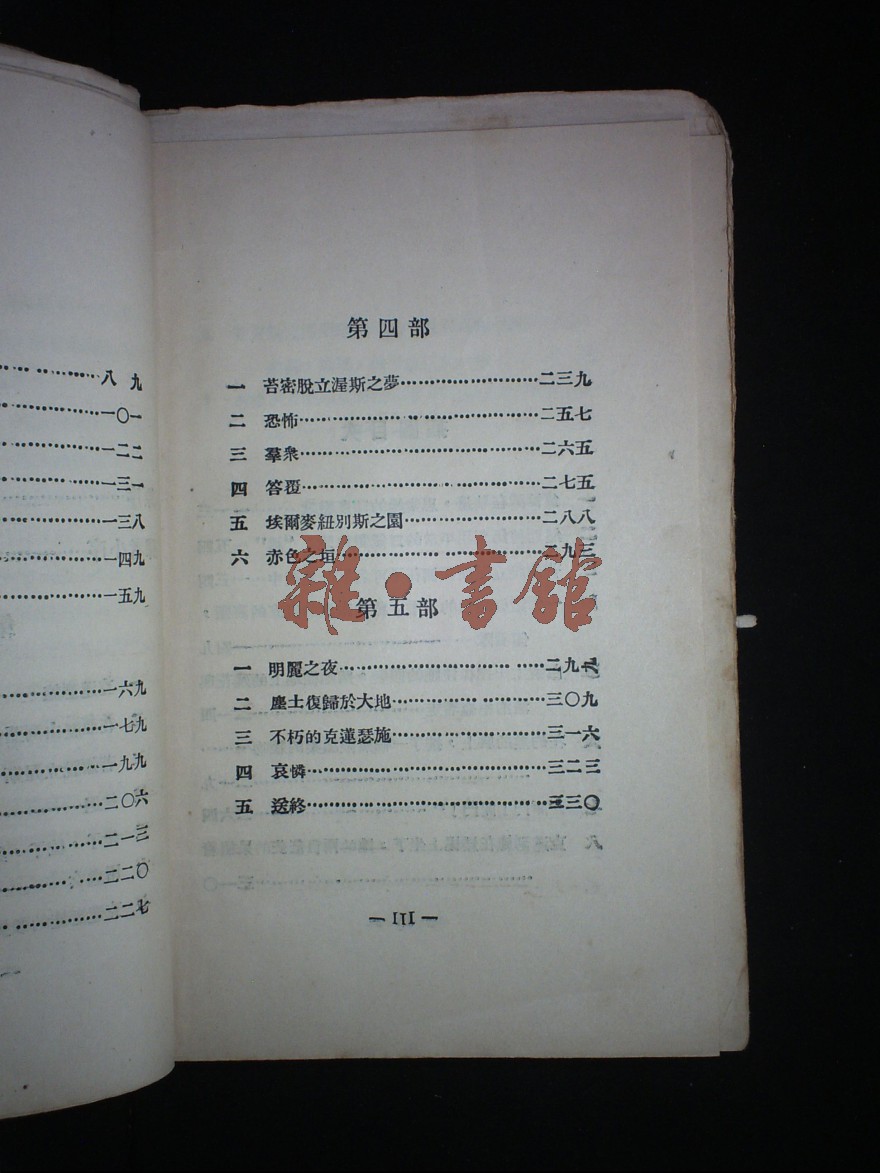 八九
一〇一
一二二
一三一
一三八
一四九
一五九
一六九
一七九
一九九
二〇六
二一三
二二〇
二二七
第四部
一 苔密脫立渥斯之夢⋯⋯二三九
二 恐怖⋯⋯二五七
三 羣衆⋯⋯二六五
四 答覆⋯⋯二七五
五 埃爾麥紐別斯之園⋯⋯二八八
六 赤色之垣⋯⋯二九三
雜·書館
第五部
一 明麗之夜⋯⋯二九
二 塵土復歸於大地⋯⋯三〇九
三 不朽的克蓮瑟施⋯⋯三一六
四 哀憐⋯⋯三二三
五 送終⋯⋯三三〇
— III —